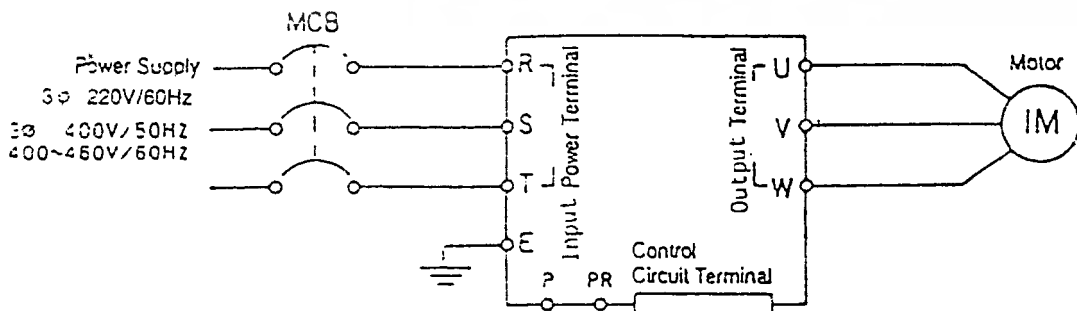 MCB
Power Supply
3φ 220V/60Hz
3φ 400V/50HZ
400~460V/60HZ
R
S
T
E
Input Power Terminal
P
PR
Control
Circuit Terminal
Output Terminal
U
V
W
Motor
IM